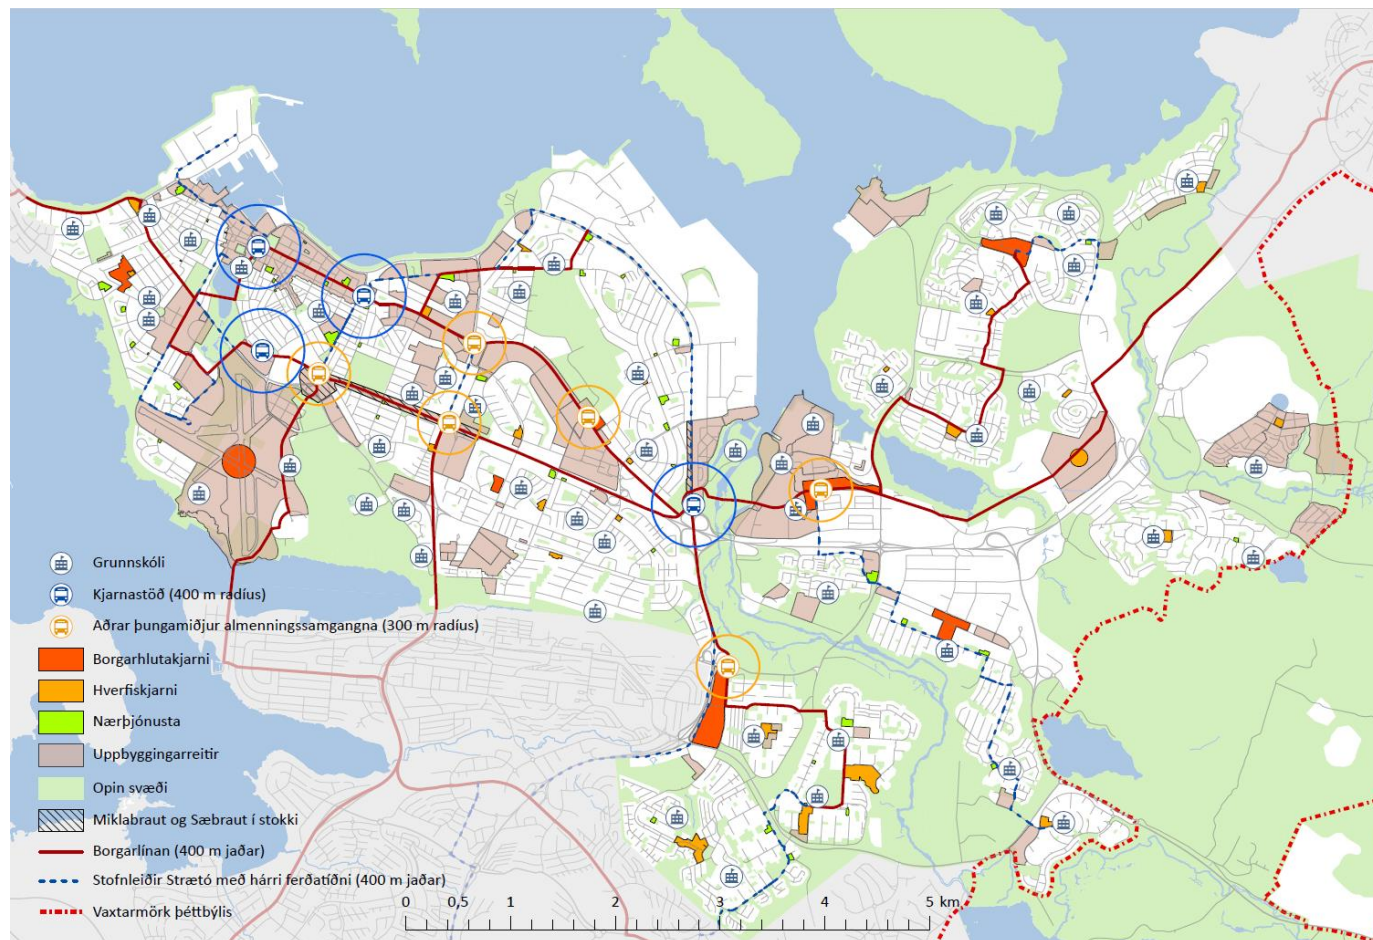 Grunnskóli
Kjarnastöð (400 m radíus)
Aðrar þungamiðjur almenningssamgangna (300 m radíus)
Borgarhlutakjarni
Hverfiskjarni
Nærþjónusta
Uppbyggingarreitir
Opin svæði
Miklabraut og Sæbraut í stokki
Borgarlínan (400 m jaðar)
Stofnleiðir Strætó með hárri ferðatíðni (400 m jaðar)
Vaxtarmörk þéttbýlis
0 0,5 1 2 3 4 5 km